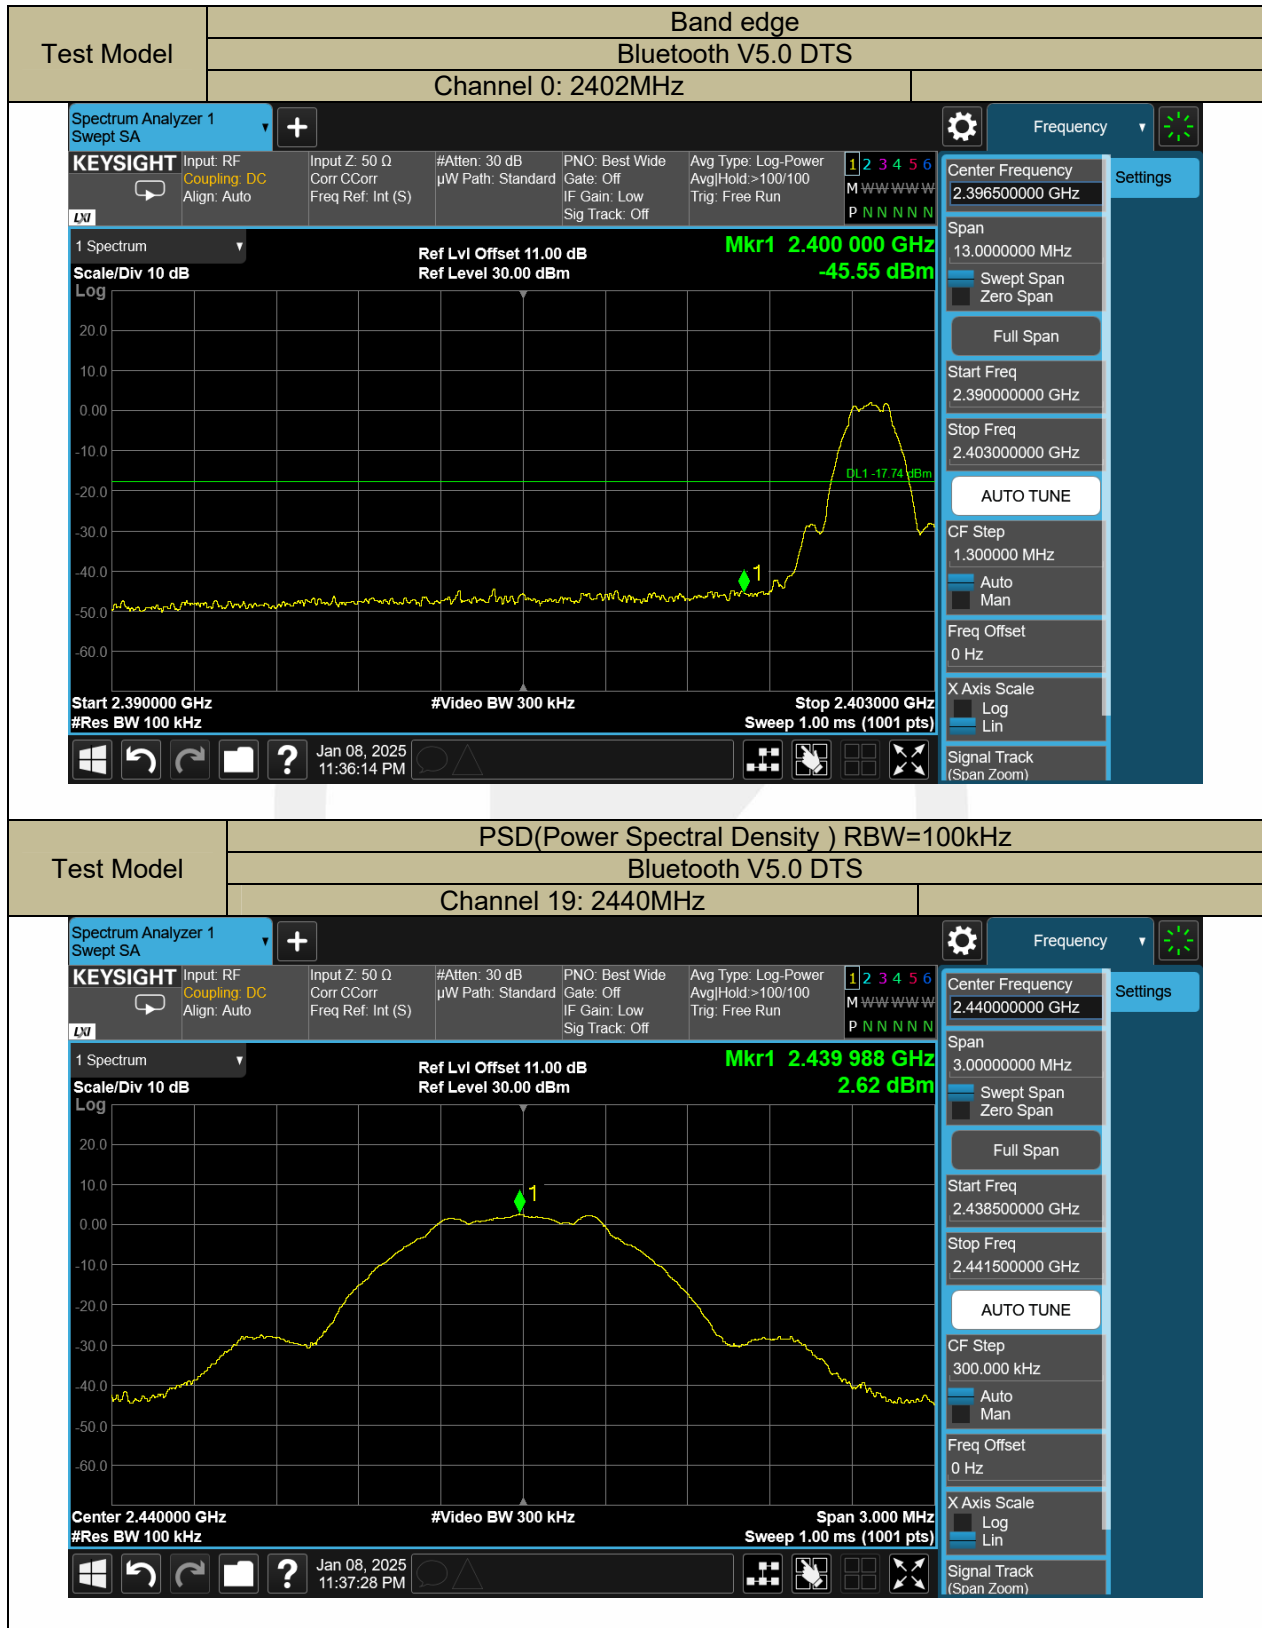 Test Model
Band edge
Bluetooth V5.0 DTS
Channel 0: 2402MHz
Spectrum Analyzer 1
Swept SA
Frequency
KEYSIGHT
LXI
Input: RF
Coupling: DC
Align: Auto
Input Z: 50 Ω
Corr CCorr
Freq Ref: Int (S)
#Atten: 30 dB
µW Path: Standard
PNO: Best Wide
Gate: Off
IF Gain: Low
Sig Track: Off
Avg Type: Log-Power
Avg|Hold:>100/100
Trig: Free Run
1 2 3 4 5 6
M W W W W W
P N N N N N
1 Spectrum
Scale/Div 10 dB
Log
Ref Lvl Offset 11.00 dB
Ref Level 30.00 dBm
Mkr1 2.400 000 GHz
-45.55 dBm
20.0
10.0
0.00
-10.0
-20.0
-30.0
-40.0
-50.0
-60.0
DL1 -17.74 dBm
1
Start 2.390000 GHz
#Res BW 100 kHz
#Video BW 300 kHz
Stop 2.403000 GHz
Sweep 1.00 ms (1001 pts)
Jan 08, 2025
11:36:14 PM
Center Frequency
2.396500000 GHz
Settings
Span
13.0000000 MHz
Swept Span
Zero Span
Full Span
Start Freq
2.390000000 GHz
Stop Freq
2.403000000 GHz
AUTO TUNE
CF Step
1.300000 MHz
Auto
Man
Freq Offset
0 Hz
X Axis Scale
Log
Lin
Signal Track
(Span Zoom)
Test Model
PSD(Power Spectral Density ) RBW=100kHz
Bluetooth V5.0 DTS
Channel 19: 2440MHz
Spectrum Analyzer 1
Swept SA
Frequency
KEYSIGHT
LXI
Input: RF
Coupling: DC
Align: Auto
Input Z: 50 Ω
Corr CCorr
Freq Ref: Int (S)
#Atten: 30 dB
µW Path: Standard
PNO: Best Wide
Gate: Off
IF Gain: Low
Sig Track: Off
Avg Type: Log-Power
Avg|Hold:>100/100
Trig: Free Run
1 2 3 4 5 6
M W W W W W
P N N N N N
1 Spectrum
Scale/Div 10 dB
Log
Ref Lvl Offset 11.00 dB
Ref Level 30.00 dBm
Mkr1 2.439 988 GHz
2.62 dBm
20.0
10.0
0.00
-10.0
-20.0
-30.0
-40.0
-50.0
-60.0
1
Center 2.440000 GHz
#Res BW 100 kHz
#Video BW 300 kHz
Span 3.000 MHz
Sweep 1.00 ms (1001 pts)
Jan 08, 2025
11:37:28 PM
Center Frequency
2.440000000 GHz
Settings
Span
3.00000000 MHz
Swept Span
Zero Span
Full Span
Start Freq
2.438500000 GHz
Stop Freq
2.441500000 GHz
AUTO TUNE
CF Step
300.000 kHz
Auto
Man
Freq Offset
0 Hz
X Axis Scale
Log
Lin
Signal Track
(Span Zoom)